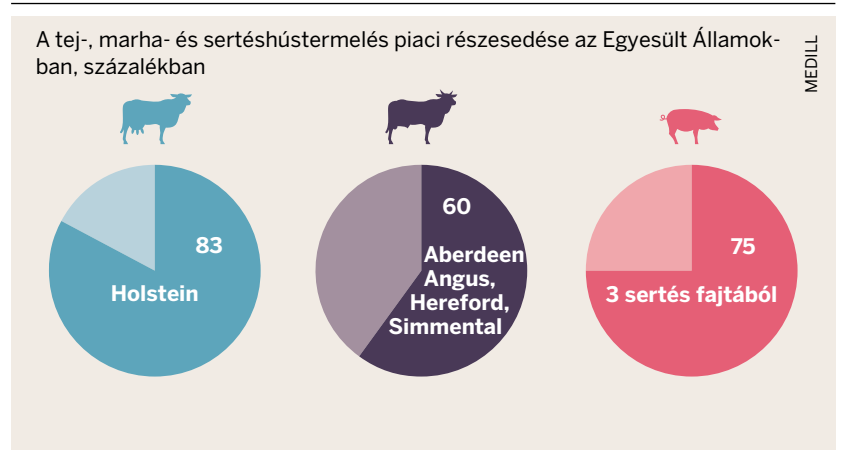 A tej-, marha- és sertéshústermelés piaci részesedése az Egyesült Államok-
ban, százalékban
MEDILL
83
Holstein
60
Aberdeen
Angus,
Hereford,
Simmental
75
3 sertés fajtából